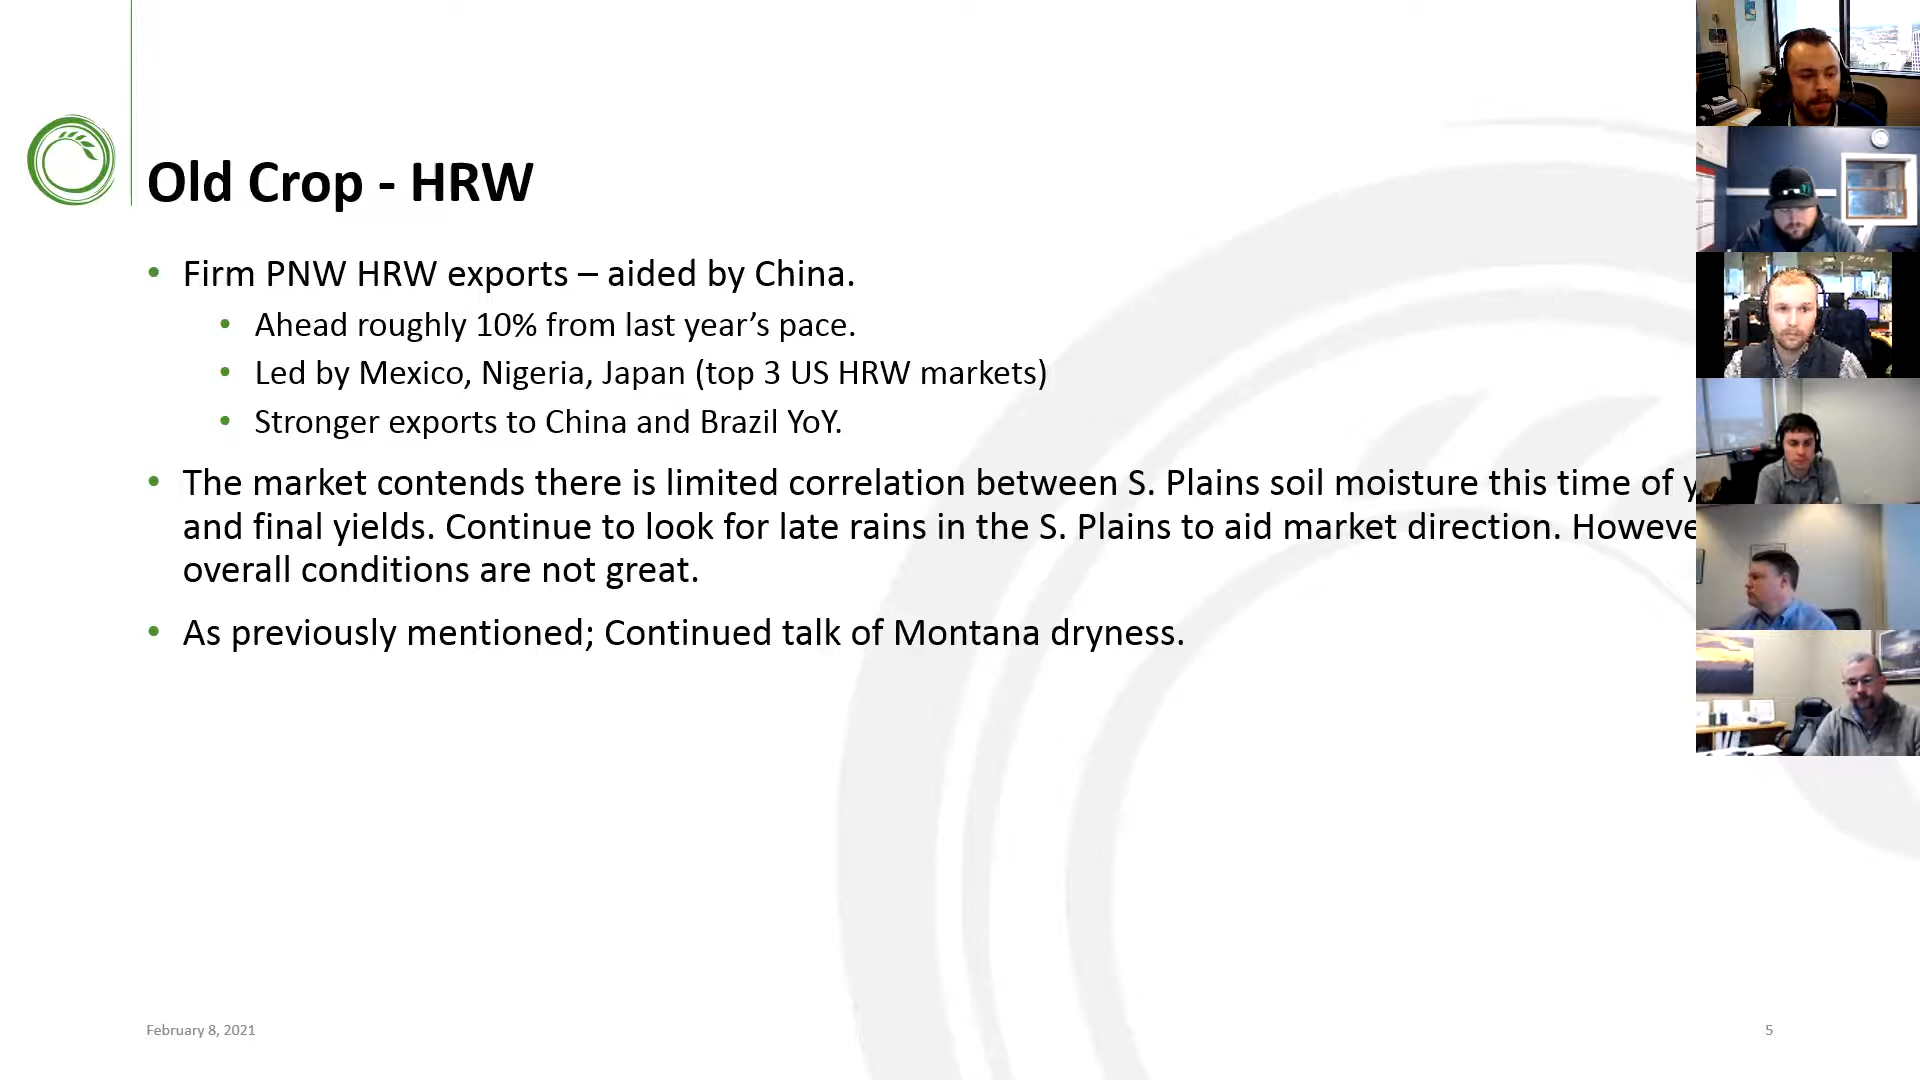 Old Crop - HRW
• Firm PNW HRW exports – aided by China.
• Ahead roughly 10% from last year’s pace.
• Led by Mexico, Nigeria, Japan (top 3 US HRW markets)
• Stronger exports to China and Brazil YoY.
• The market contends there is limited correlation between S. Plains soil moisture this time of
and final yields. Continue to look for late rains in the S. Plains to aid market direction.
overall conditions are not great.
• As previously mentioned; Continued talk of Montana dryness.
February 8, 2021
5